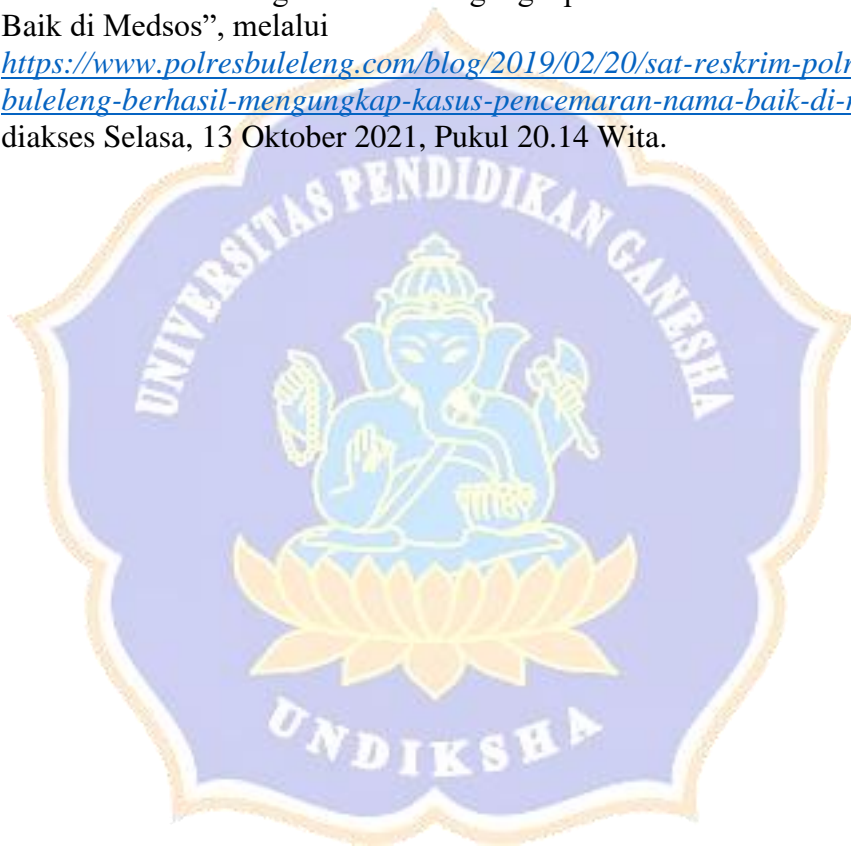 Baik di Medsos”, melalui
https://www.polresbuleleng.com/blog/2019/02/20/sat-reskrim-polr
buleleng-berhasil-mengungkap-kasus-pencemaran-nama-baik-di-
diakses Selasa, 13 Oktober 2021, Pukul 20.14 Wita.
UNIVERSITAS PENDIDIKAN GANESHA
UNDIKSHA